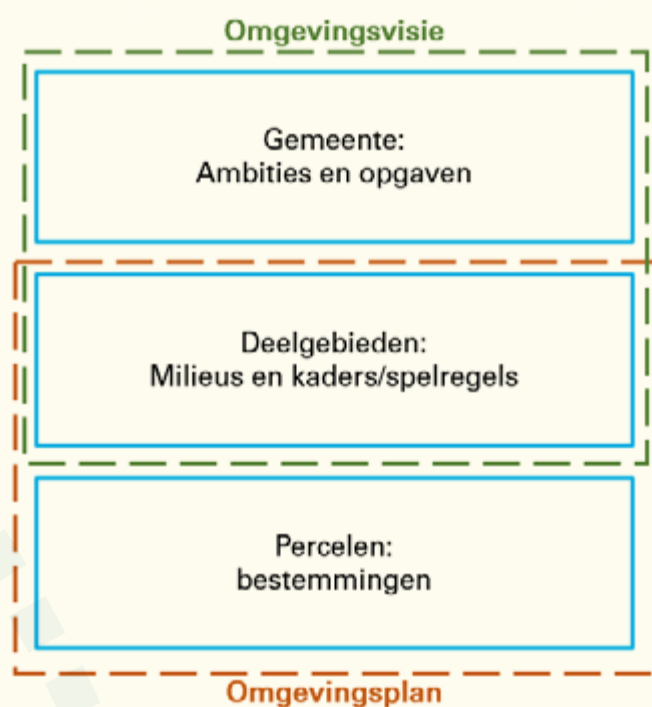 Omgevingsvisie
Gemeente:
Ambities en opgaven
Deelgebieden:
Milieus en kaders/spelregels
Percelen:
bestemmingen
Omgevingsplan